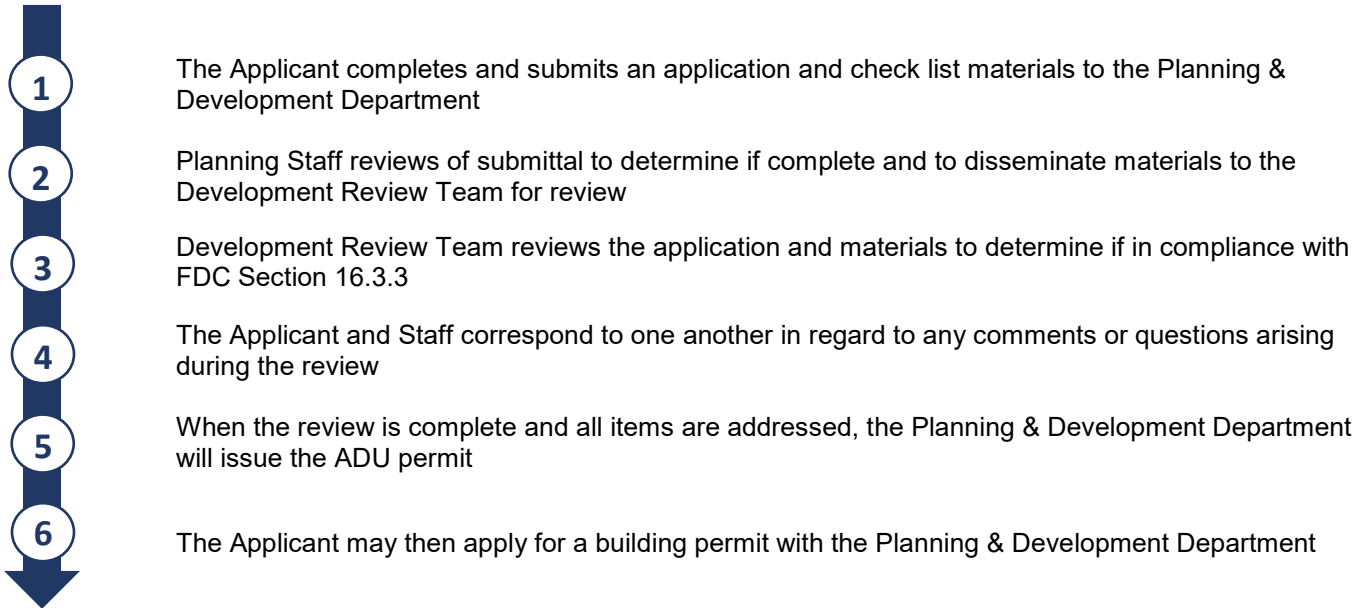 1
The Applicant completes and submits an application and check list materials to the Planning &
Development Department
2
Planning Staff reviews of submittal to determine if complete and to disseminate materials to the
Development Review Team for review
3
Development Review Team reviews the application and materials to determine if in compliance with
FDC Section 16.3.3
4
The Applicant and Staff correspond to one another in regard to any comments or questions arising
during the review
5
When the review is complete and all items are addressed, the Planning & Development Department
will issue the ADU permit
6
The Applicant may then apply for a building permit with the Planning & Development Department